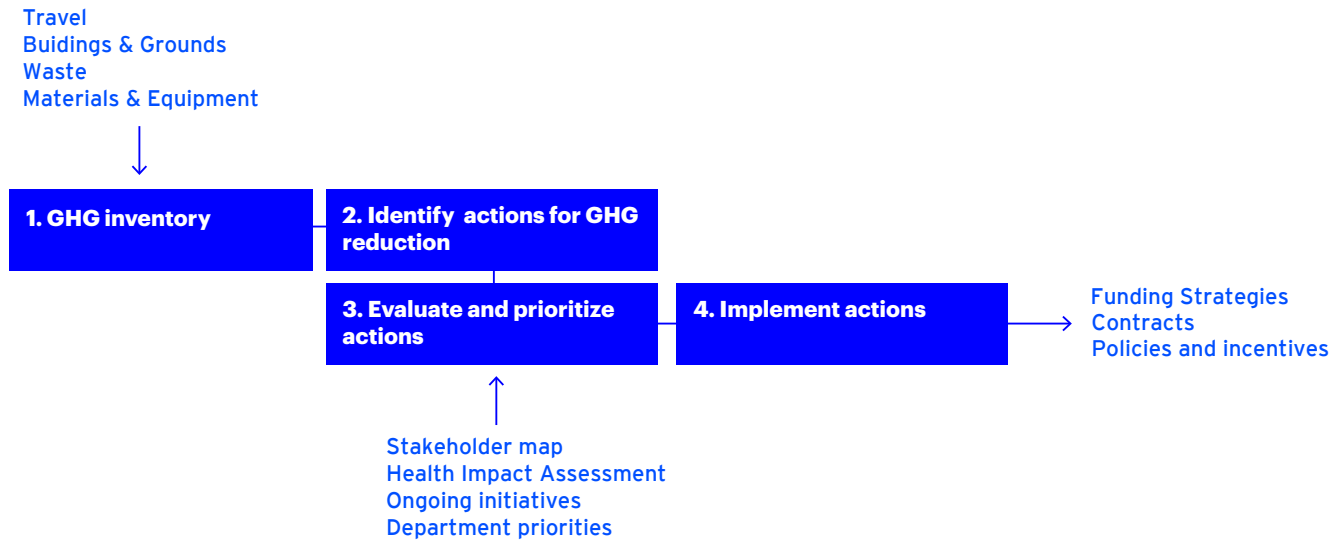 Travel
Buidings & Grounds
Waste
Materials & Equipment
1. GHG inventory
2. Identify  actions for GHG
reduction
3. Evaluate and prioritize
actions
4. Implement actions
Funding Strategies
Contracts
Policies and incentives
Stakeholder map
Health Impact Assessment
Ongoing initiatives
Department priorities